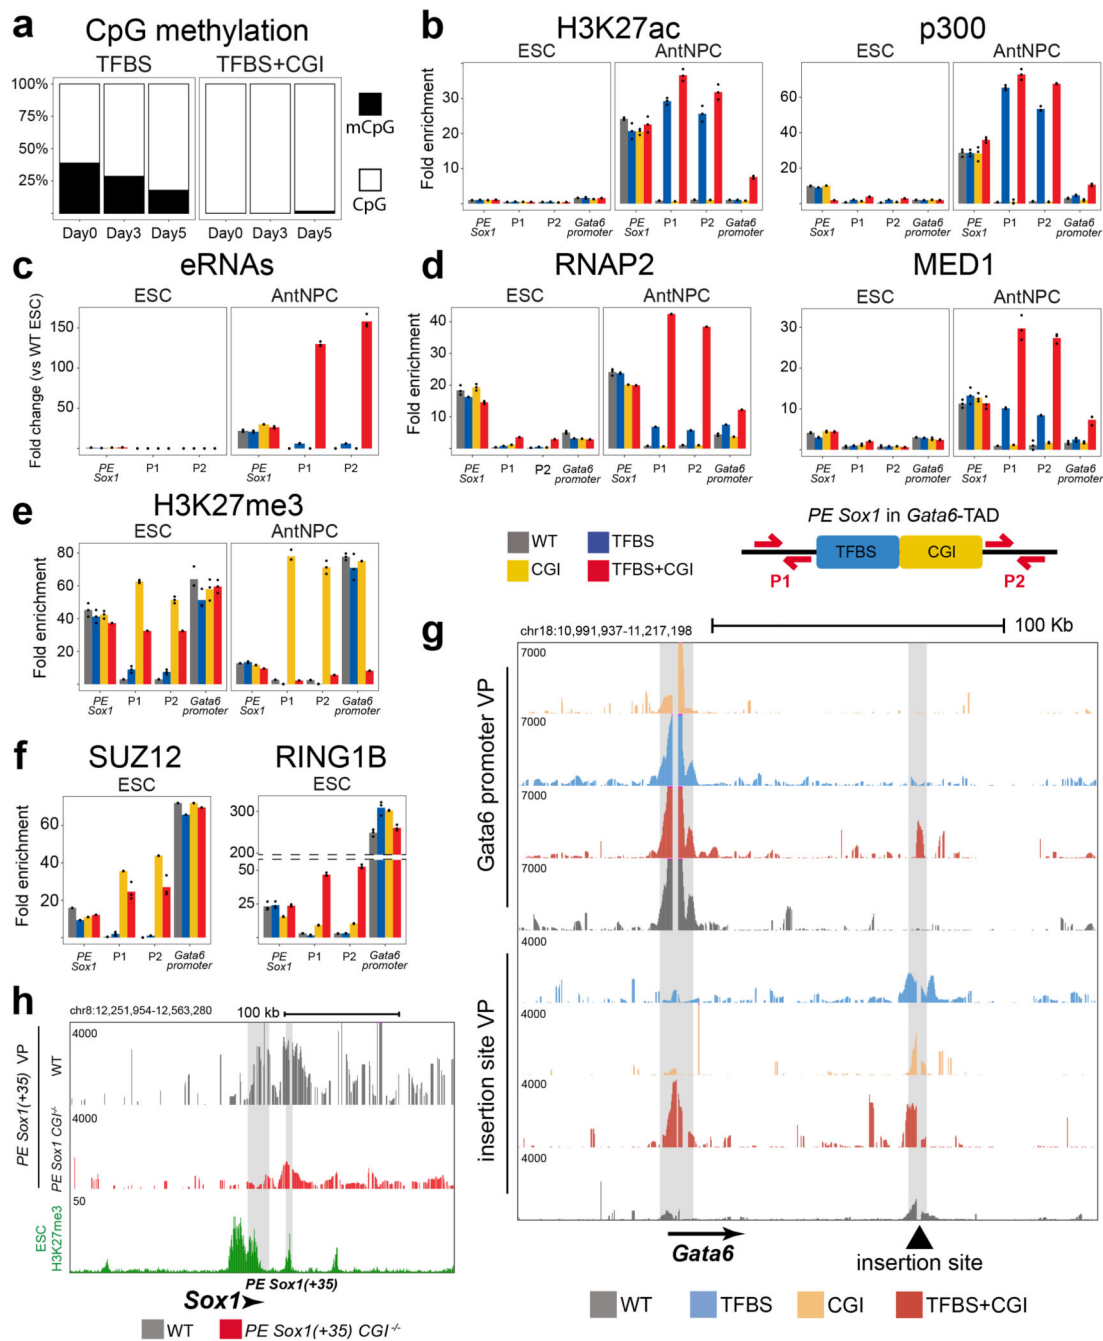 a
CpG methylation
TFBS
TFBS+CGI
100%
75%
50%
25%
mCpG
CpG
Day0
Day3
Day5
Day0
Day3
Day5
b
H3K27ac
p300
ESC
AntNPC
ESC
AntNPC
Fold enrichment
30
20
10
80
60
40
20
PE Sox1
P1
P2
Gata6 promoter
PE Sox1
P1
P2
Gata6 promoter
PE Sox1
P1
P2
Gata6 promoter
PE Sox1
P1
P2
Gata6 promoter
c
eRNAs
ESC
AntNPC
Fold change (vs WT ESC)
150
100
50
PE Sox1
P1
P2
PE Sox1
P1
P2
d
RNAP2
MED1
ESC
AntNPC
ESC
AntNPC
Fold enrichment
40
30
20
10
30
20
10
PE Sox1
P1
P2
Gata6 promoter
PE Sox1
P1
P2
Gata6 promoter
PE Sox1
P1
P2
Gata6 promoter
PE Sox1
P1
P2
Gata6 promoter
e
H3K27me3
ESC
AntNPC
Fold enrichment
80
60
40
20
PE Sox1
P1
P2
Gata6 promoter
PE Sox1
P1
P2
Gata6 promoter
WT
TFBS
CGI
TFBS+CGI
PE Sox1 in Gata6-TAD
TFBS
CGI
P1
P2
f
SUZ12
RING1B
ESC
ESC
Fold enrichment
60
40
20
300
200
50
25
PE Sox1
P1
P2
Gata6 promoter
PE Sox1
P1
P2
Gata6 promoter
g
chr18:10,991,937-11,217,198
100 Kb
Gata6 promoter VP
7000
7000
7000
7000
insertion site VP
4000
4000
4000
4000
Gata6
insertion site
WT
TFBS
CGI
TFBS+CGI
h
chr8:12,251,954-12,563,280
100 kb
PE Sox1(+35) VP
WT
4000
PE Sox1 CGI-/-
4000
ESC H3K27me3
50
PE Sox1(+35)
Sox1
WT
PE Sox1(+35) CGI-/-